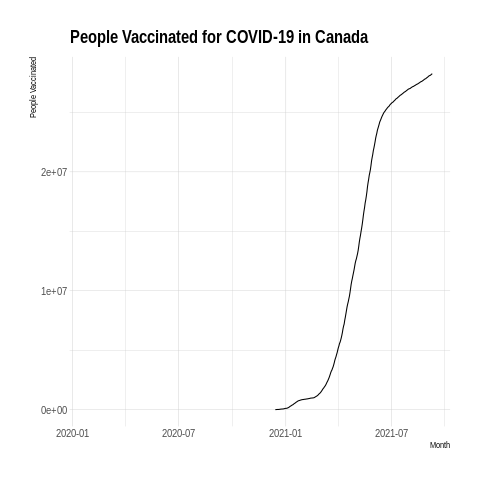 People Vaccinated for COVID-19 in Canada
People Vaccinated
2e+07
1e+07
0e+00
2020-01 2020-07 2021-01 2021-07
Month